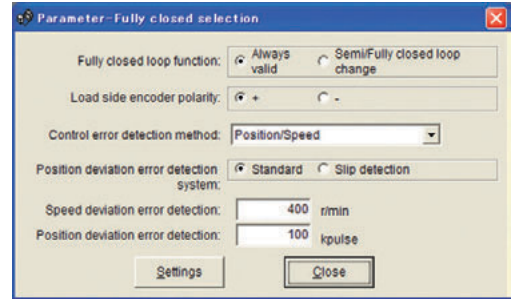 Parameter-Fully closed selection
Fully closed loop function: Always valid Semi/Fully closed loop change
Load side encoder polarity: + -
Control error detection method: Position/Speed
Position deviation error detection system: Standard Slip detection
Speed deviation error detection: 400 r/min
Position deviation error detection: 100 kpulse
Settings Close